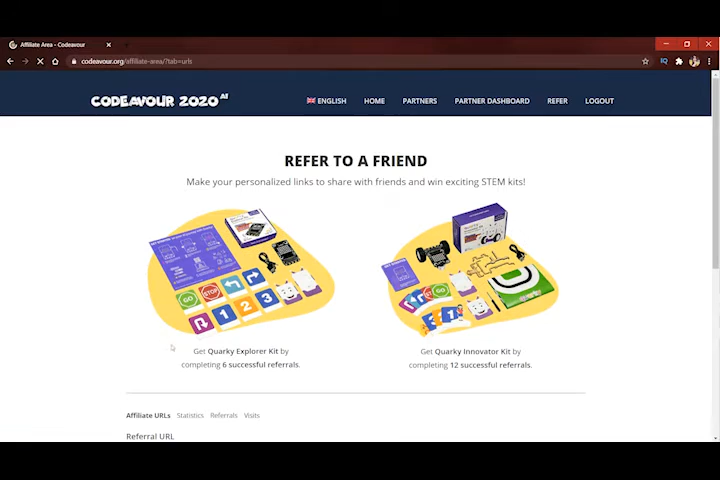 Affiliate Area - Codeavour
codeavour.org/affiliate-area/?tab=urls
CODEAVOUR 2020 AI
ENGLISH
HOME
PARTNERS
PARTNER DASHBOARD
REFER
LOGOUT
REFER TO A FRIEND
Make your personalized links to share with friends and win exciting STEM kits!
GO
STOP
1
2
3
GO
Get Quarky Explorer Kit by
completing 6 successful referrals.
Get Quarky Innovator Kit by
completing 12 successful referrals.
Affiliate URLs
Statistics
Referrals
Visits
Referral URL